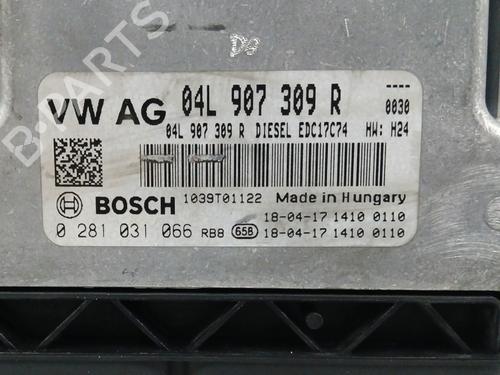 B-PARTS
VW AG 04L 907 309 R ---- 0030
04L 907 309 R DIESEL EDC17C74 HW: H24
BOSCH 1039T01122 Made in Hungary
18-04-17 1410 0110
0 281 031 066 RB8 65B 18-04-17 1410 0110